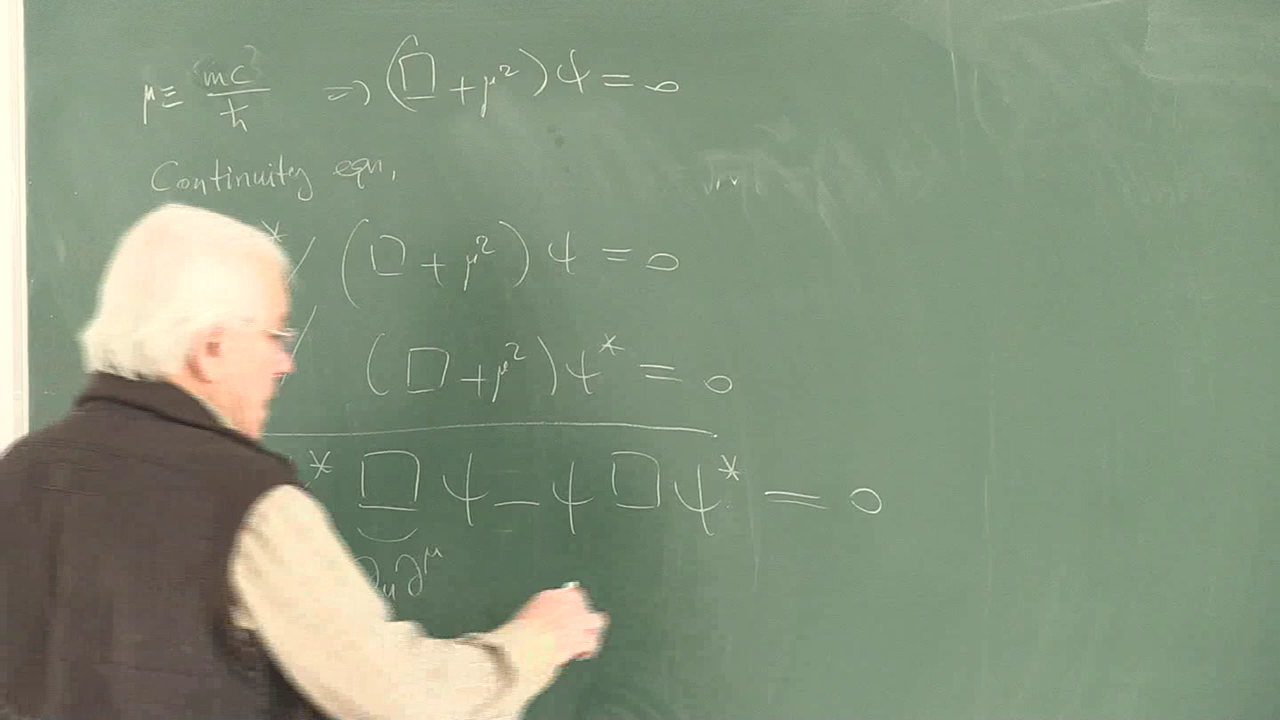 μ ≡ mc/ħ ⇒ (□ + μ²) ψ = 0
Continuity eqn.
* / (□ + μ²) ψ = 0
/ (□ + μ²) ψ* = 0
* □ ψ − ψ □ ψ* = 0
∂μ ∂^μ